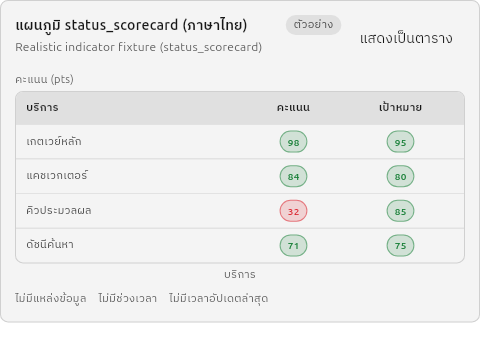 แผนภูมิ status_scorecard (ภาษาไทย)
ตัวอย่าง
แสดงเป็นตาราง
Realistic indicator fixture (status_scorecard)
คะแนน (pts)
บริการ คะแนน เป้าหมาย
เกตเวย์หลัก 98 95
แคชเวกเตอร์ 84 80
คิวประมวลผล 32 85
ดัชนีค้นหา 71 75
บริการ
ไม่มีแหล่งข้อมูล ไม่มีช่วงเวลา ไม่มีเวลาอัปเดตล่าสุด